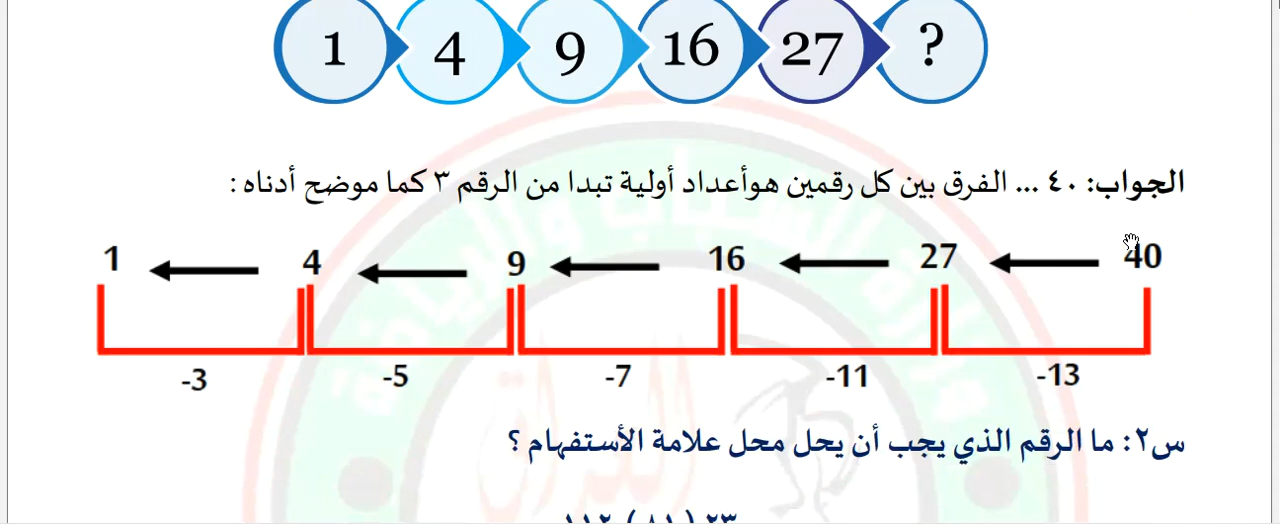 1 4 9 16 27 ?
الجواب: ٤٠ ... الفرق بين كل رقمين هوأعداد أولية تبدا من الرقم ٣ كما موضح أدناه :
1 4 9 16 27 40
-3 -5 -7 -11 -13
س٢: ما الرقم الذي يجب أن يحل محل علامة الأستفهام ؟